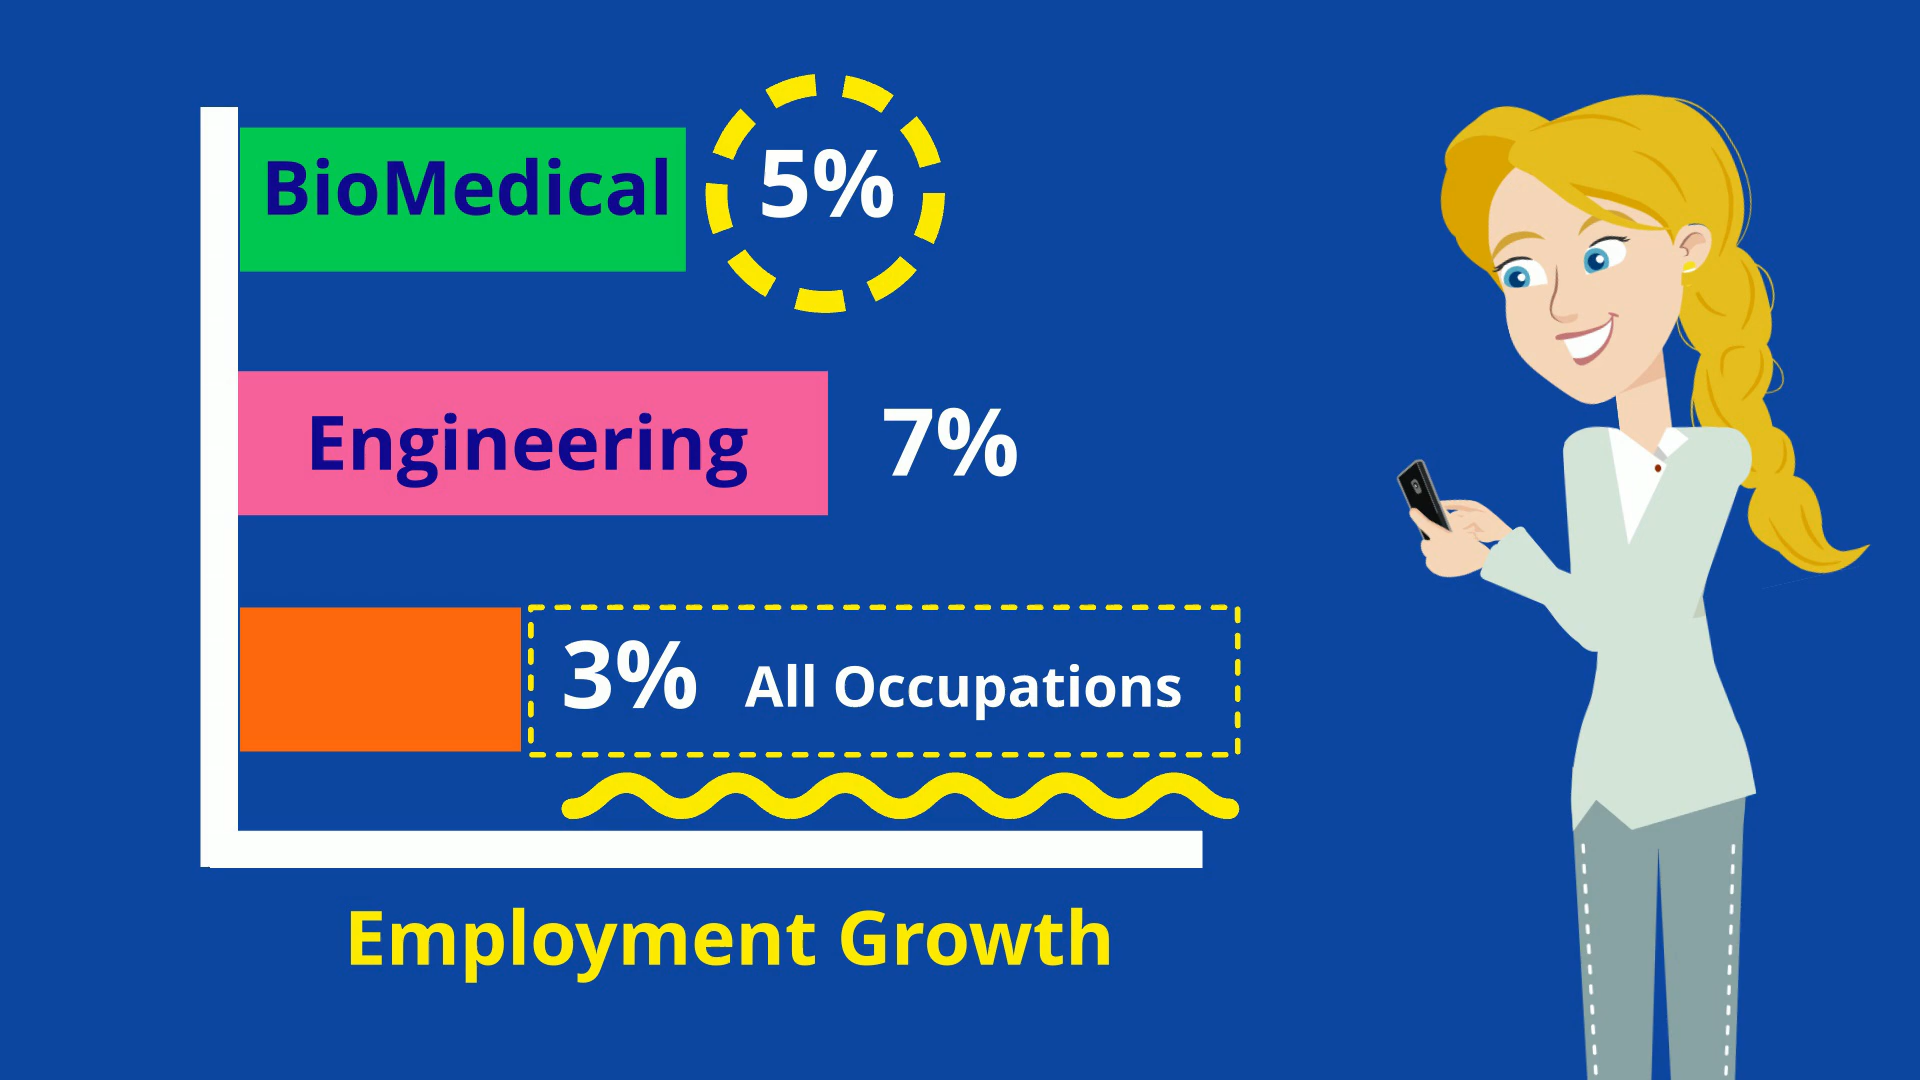 BioMedical 5%
Engineering 7%
3% All Occupations
Employment Growth